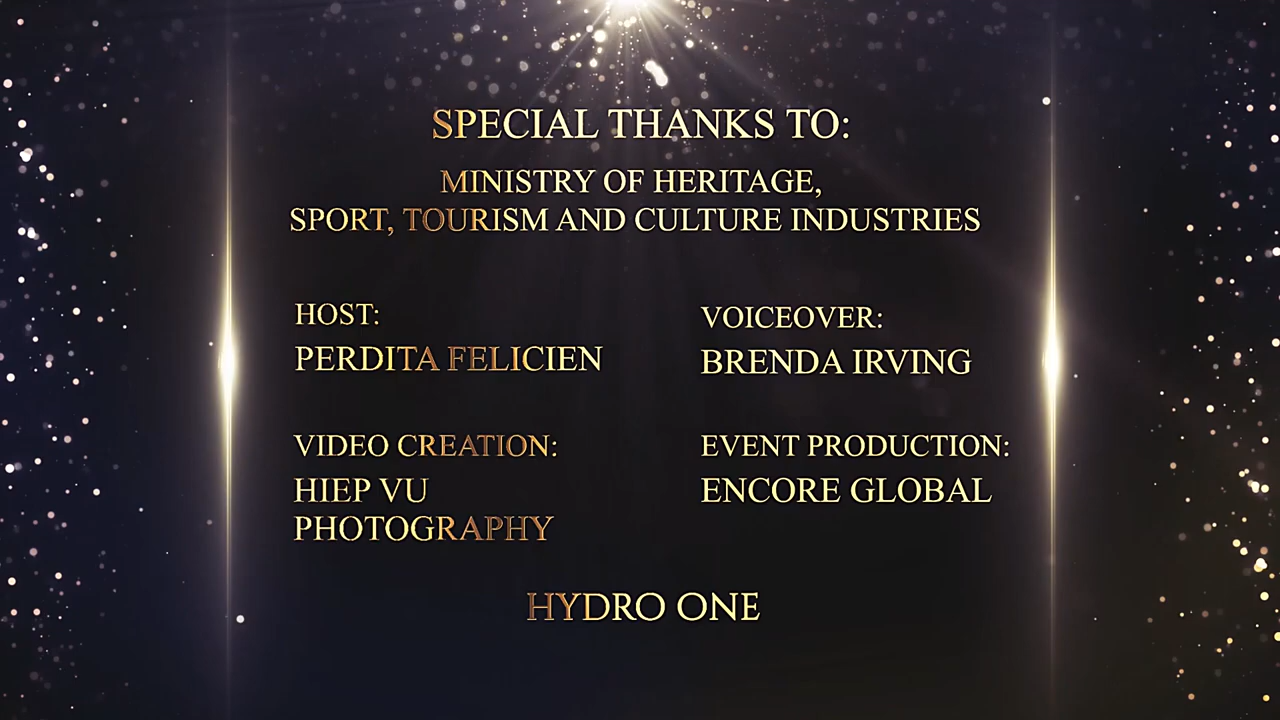 SPECIAL THANKS TO:
MINISTRY OF HERITAGE,
SPORT, TOURISM AND CULTURE INDUSTRIES
HOST:
PERDITA FELICIEN
VOICEOVER:
BRENDA IRVING
VIDEO CREATION:
HIEP VU
PHOTOGRAPHY
EVENT PRODUCTION:
ENCORE GLOBAL
HYDRO ONE